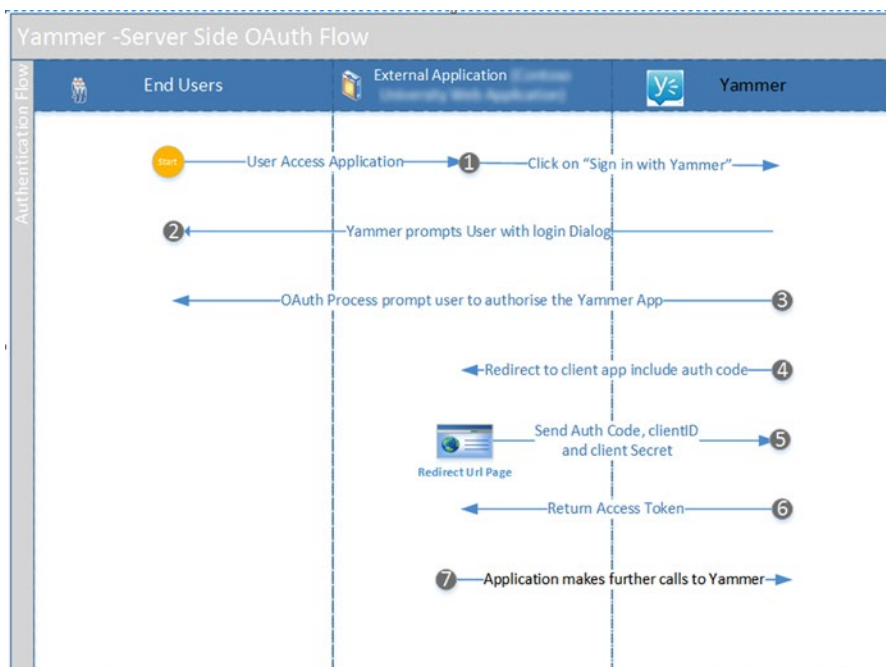 Yammer -Server Side OAuth Flow
Authentication Flow
End Users
External Application
Yammer
Start
User Access Application
1
Click on “Sign in with Yammer”
2
Yammer prompts User with login Dialog
OAuth Process prompt user to authorise the Yammer App
3
Redirect to client app include auth code
4
Send Auth Code, clientID
and client Secret
5
Redirect Url Page
Return Access Token
6
7
Application makes further calls to Yammer